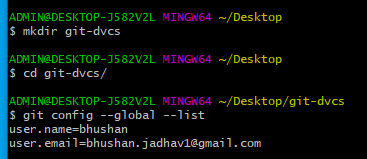 ADMIN@DESKTOP-J582V2L MINGW64 ~/Desktop
$ mkdir git-dvcs
ADMIN@DESKTOP-J582V2L MINGW64 ~/Desktop
$ cd git-dvcs/
ADMIN@DESKTOP-J582V2L MINGW64 ~/Desktop/git-dvcs
$ git config --global --list
user.name=bhushan
user.email=bhushan.jadhav1@gmail.com